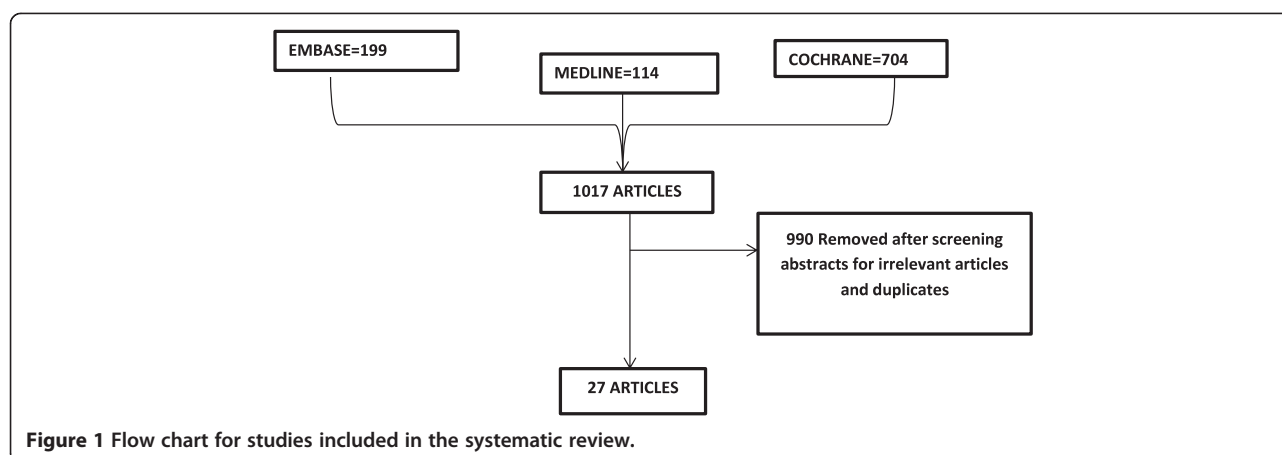 EMBASE=199
MEDLINE=114
COCHRANE=704
1017 ARTICLES
990 Removed after screening
abstracts for irrelevant articles
and duplicates
27 ARTICLES
Figure 1 Flow chart for studies included in the systematic review.